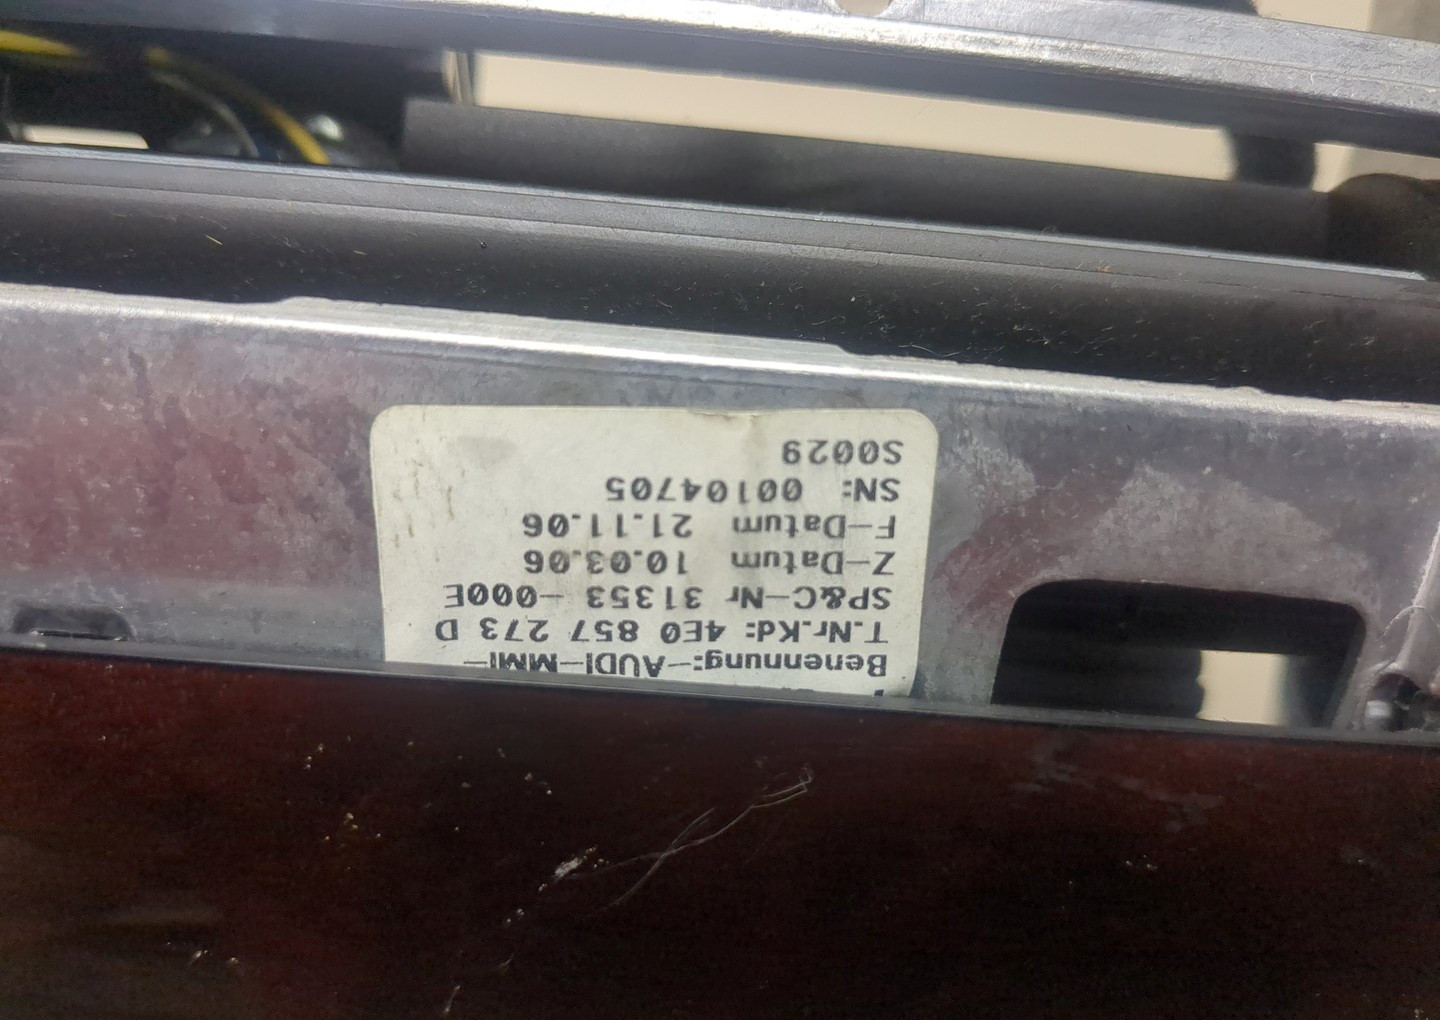 Benennung:-AUDI-MMI-
T.Nr.Kd: 4E0 857 273 D
SP&C-Nr 31353 -000E
Z-Datum 10.03.06
F-Datum 21.11.06
SN: 00104705
S0029